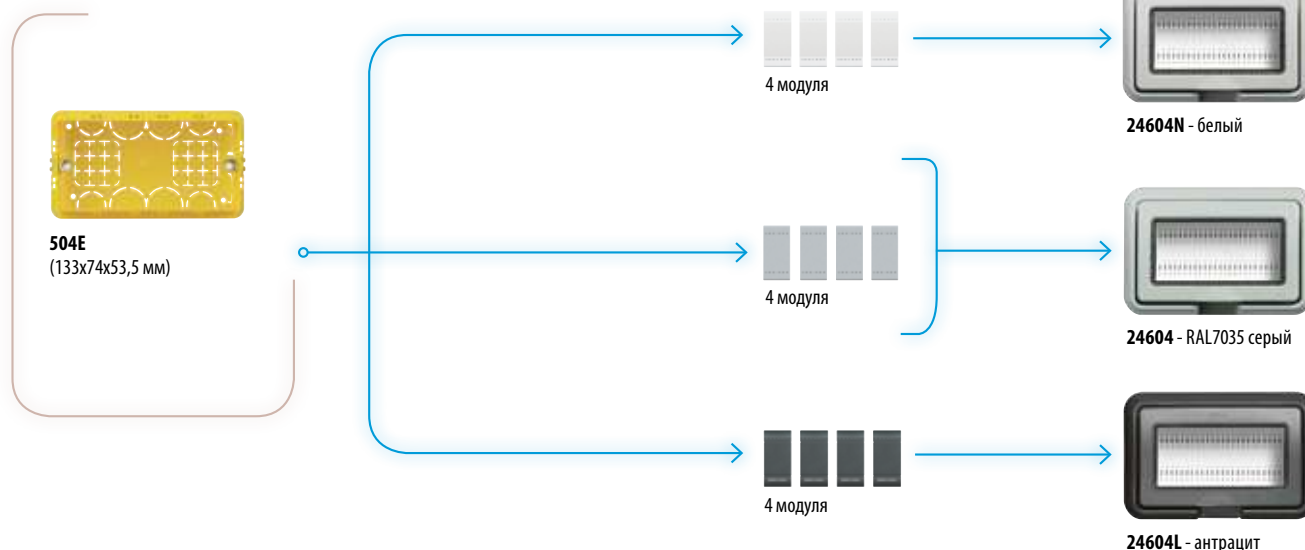 504E
(133x74x53,5 мм)
4 модуля
24604N - белый
4 модуля
24604 - RAL7035 серый
4 модуля
24604L - антрацит